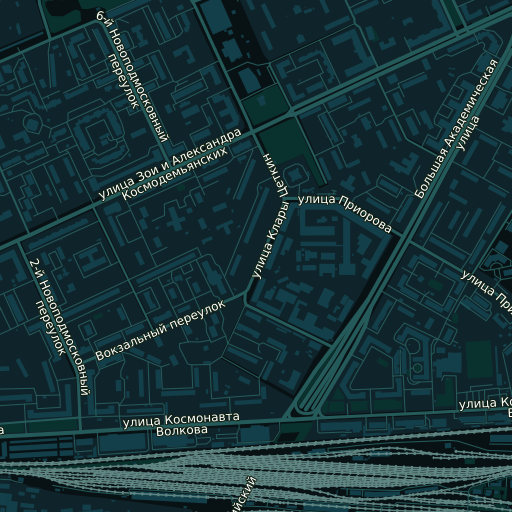 6-й Новоподмосковный
переулок
улица Зои и Александра
Космодемьянских
Большая Академическая
улица
улица Клары
Цеткин
улица Приорова
2-й Новоподмосковный
переулок
Вокзальный переулок
улица При
улица Космонавта
Волкова
улица Ко
В
а
йский